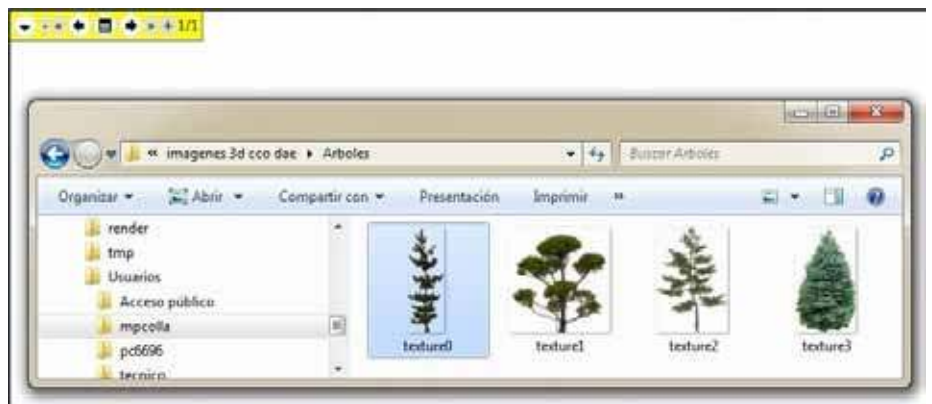 1/1
« imagenes 3d cco dae ▸ Arboles
Buscar Arboles
Organizar Abrir Compartir con Presentación Imprimir »
render
tmp
Usuarios
Acceso público
mpcolla
pc6696
tecnico
texture0 texture1 texture2 texture3